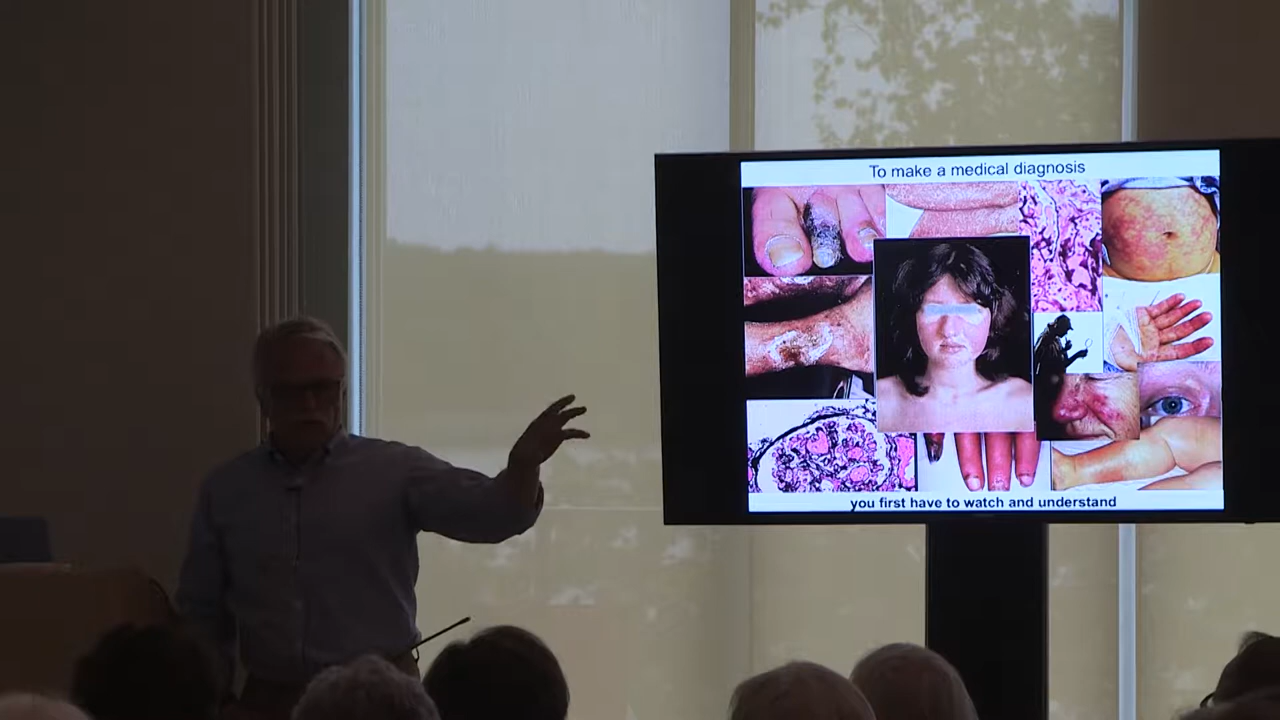 To make a medical diagnosis
you first have to watch and understand